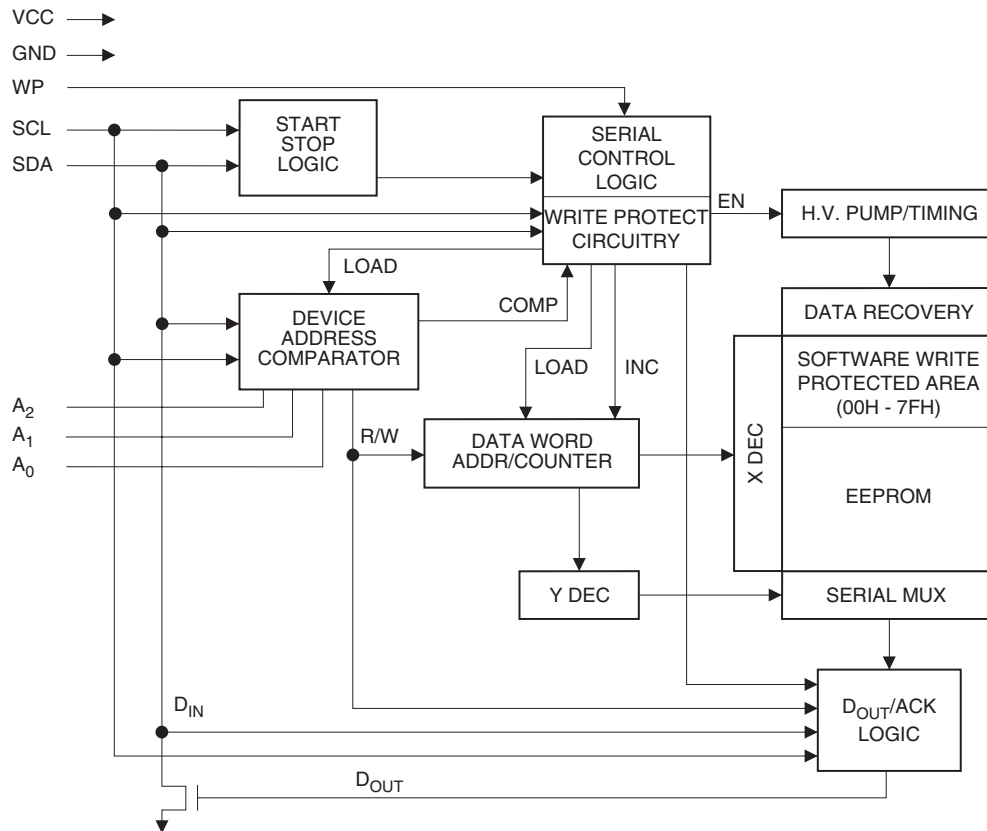 VCC
GND
WP
SCL
SDA
START
STOP
LOGIC
SERIAL
CONTROL
LOGIC
WRITE PROTECT
CIRCUITRY
EN
H.V. PUMP/TIMING
LOAD
COMP
DEVICE
ADDRESS
COMPARATOR
LOAD
INC
DATA RECOVERY
SOFTWARE WRITE
PROTECTED AREA
(00H - 7FH)
X DEC
EEPROM
A2
A1
A0
R/W
DATA WORD
ADDR/COUNTER
Y DEC
SERIAL MUX
DIN
DOUT/ACK
LOGIC
DOUT